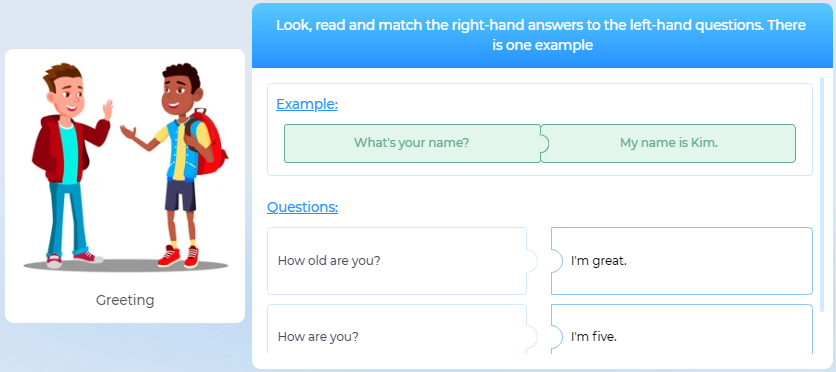 Look, read and match the right-hand answers to the left-hand questions. There
is one example
Example:
What's your name?
My name is Kim.
Questions:
How old are you?
I'm great.
How are you?
I'm five.
Greeting